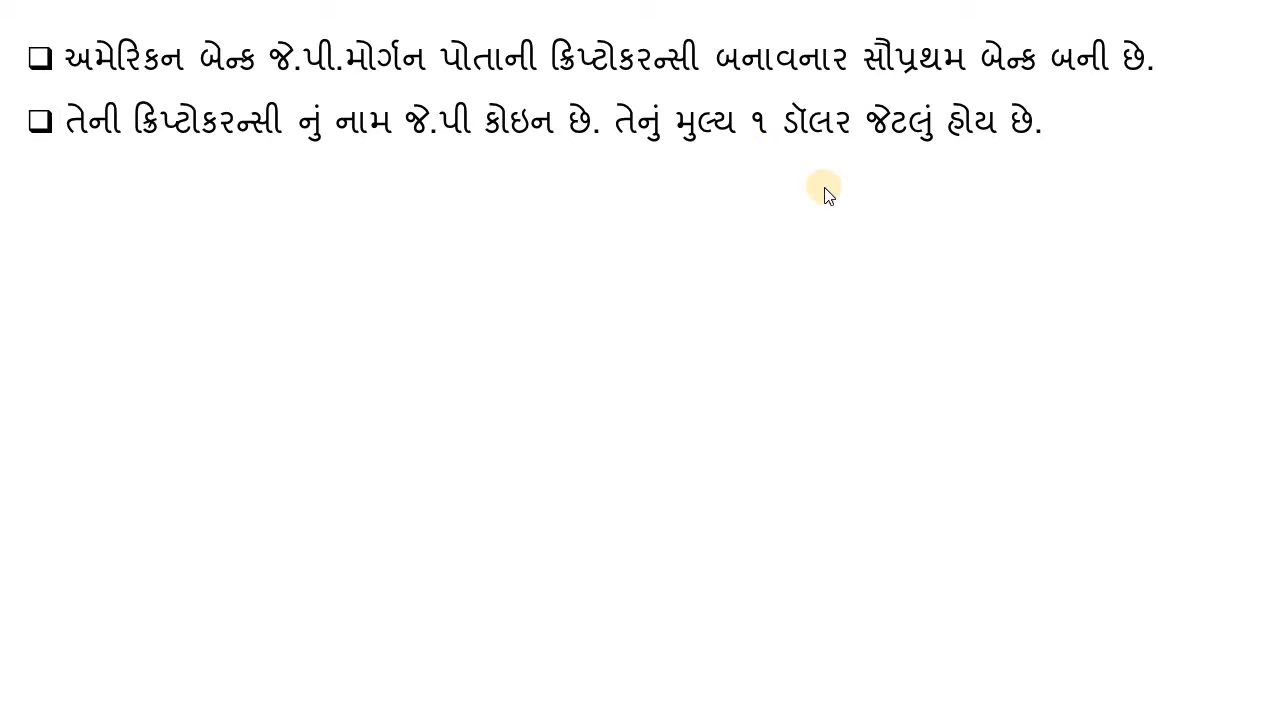 ❑ અમેરિકન બેન્ક જે.પી.મોર્ગન પોતાની ક્રિપ્ટોકરન્સી બનાવનાર સૌપ્રથમ બેન્ક બની છે.
❑ તેની ક્રિપ્ટોકરન્સી નું નામ જે.પી કોઇન છે. તેનું મુલ્ય ૧ ડૉલર જેટલું હોય છે.